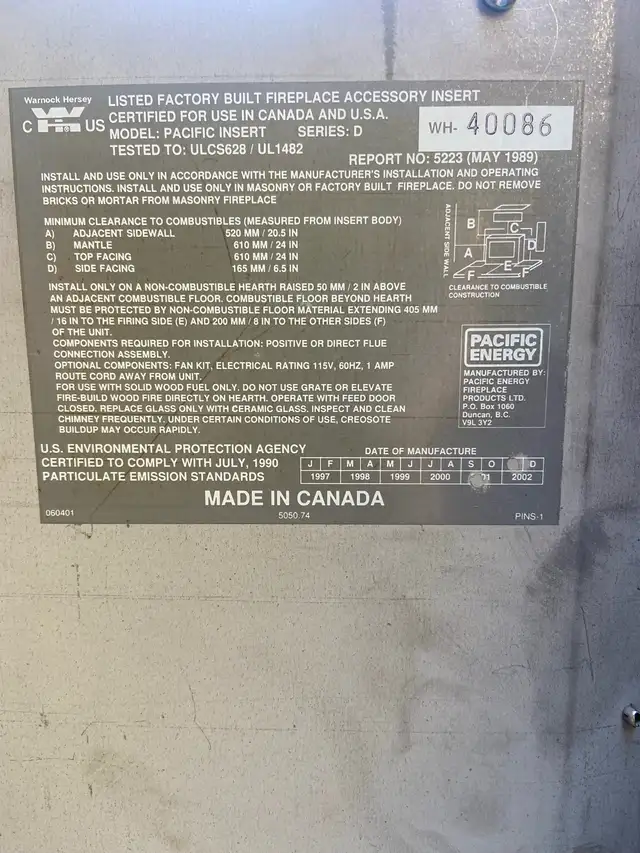 Warnock Hersey
C WH ® US
LISTED FACTORY BUILT FIREPLACE ACCESSORY INSERT
CERTIFIED FOR USE IN CANADA AND U.S.A.
MODEL: PACIFIC INSERT SERIES: D
TESTED TO: ULCS628 / UL1482
WH- 40086
REPORT NO: 5223 (MAY 1989)
INSTALL AND USE ONLY IN ACCORDANCE WITH THE MANUFACTURER'S INSTALLATION AND OPERATING
INSTRUCTIONS. INSTALL AND USE ONLY IN MASONRY OR FACTORY BUILT FIREPLACE. DO NOT REMOVE
BRICKS OR MORTAR FROM MASONRY FIREPLACE
MINIMUM CLEARANCE TO COMBUSTIBLES (MEASURED FROM INSERT BODY)
A) ADJACENT SIDEWALL 520 MM / 20.5 IN
B) MANTLE 610 MM / 24 IN
C) TOP FACING 610 MM / 24 IN
D) SIDE FACING 165 MM / 6.5 IN
ADJACENT SIDE WALL
B
C
D
A
E
F
F
CLEARANCE TO COMBUSTIBLE
CONSTRUCTION
INSTALL ONLY ON A NON-COMBUSTIBLE HEARTH RAISED 50 MM / 2 IN ABOVE
AN ADJACENT COMBUSTIBLE FLOOR. COMBUSTIBLE FLOOR BEYOND HEARTH
MUST BE PROTECTED BY NON-COMBUSTIBLE FLOOR MATERIAL EXTENDING 405 MM
/ 16 IN TO THE FIRING SIDE (E) AND 200 MM / 8 IN TO THE OTHER SIDES (F)
OF THE UNIT.
COMPONENTS REQUIRED FOR INSTALLATION: POSITIVE OR DIRECT FLUE
CONNECTION ASSEMBLY.
OPTIONAL COMPONENTS: FAN KIT, ELECTRICAL RATING 115V, 60HZ, 1 AMP
ROUTE CORD AWAY FROM UNIT.
FOR USE WITH SOLID WOOD FUEL ONLY. DO NOT USE GRATE OR ELEVATE
FIRE-BUILD WOOD FIRE DIRECTLY ON HEARTH. OPERATE WITH FEED DOOR
CLOSED. REPLACE GLASS ONLY WITH CERAMIC GLASS. INSPECT AND CLEAN
CHIMNEY FREQUENTLY. UNDER CERTAIN CONDITIONS OF USE, CREOSOTE
BUILDUP MAY OCCUR RAPIDLY.
PACIFIC
ENERGY
MANUFACTURED BY:
PACIFIC ENERGY
FIREPLACE
PRODUCTS LTD.
P.O. Box 1060
Duncan, B.C.
V9L 3Y2
U.S. ENVIRONMENTAL PROTECTION AGENCY
CERTIFIED TO COMPLY WITH JULY, 1990
PARTICULATE EMISSION STANDARDS
DATE OF MANUFACTURE
J F M A M J J A S O D
1997 1998 1999 2000 01 2002
MADE IN CANADA
060401
5050.74
PINS-1